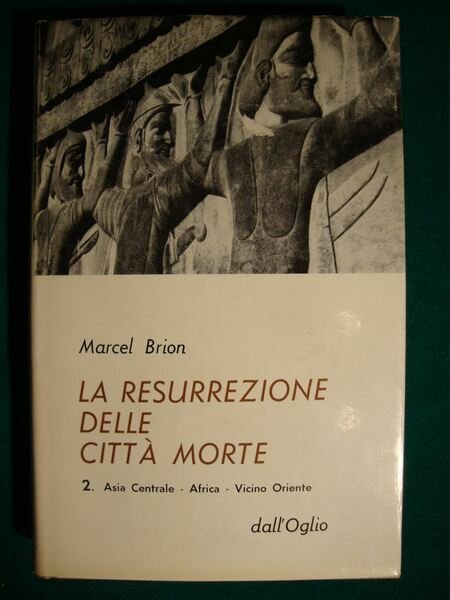 Marcel Brion
LA RESURREZIONE
DELLE
CITTÀ MORTE
2. Asia Centrale - Africa - Vicino Oriente
dall'Oglio